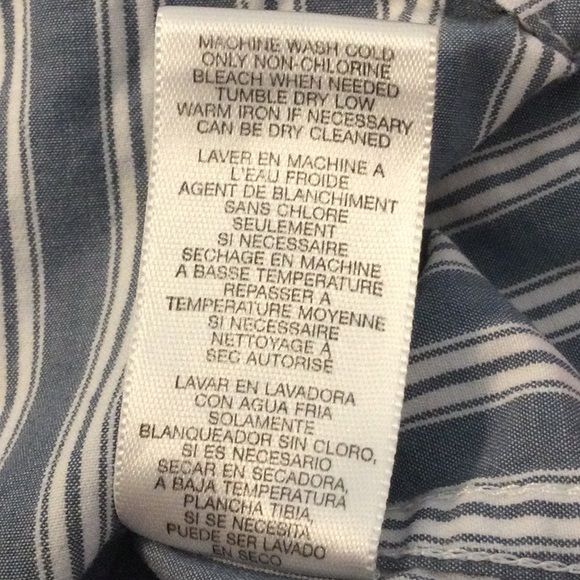 MACHINE WASH COLD
ONLY NON-CHLORINE
BLEACH WHEN NEEDED
TUMBLE DRY LOW
WARM IRON IF NECESSARY
CAN BE DRY CLEANED
LAVER EN MACHINE A
L'EAU FROIDE
AGENT DE BLANCHIMENT
SANS CHLORE
SEULEMENT
SI NECESSAIRE
SECHAGE EN MACHINE
A BASSE TEMPERATURE
REPASSER A
TEMPERATURE MOYENNE
SI NECESSAIRE
NETTOYAGE A
SEC AUTORISÉ
LAVAR EN LAVADORA
CON AGUA FRIA
SOLAMENTE
BLANQUEADOR SIN CLORO,
SI ES NECESARIO
SECAR EN SECADORA,
A BAJA TEMPERATURA
PLANCHA TIBIA,
SI SE NECESITA
PUEDE SER LAVADO
EN SECO